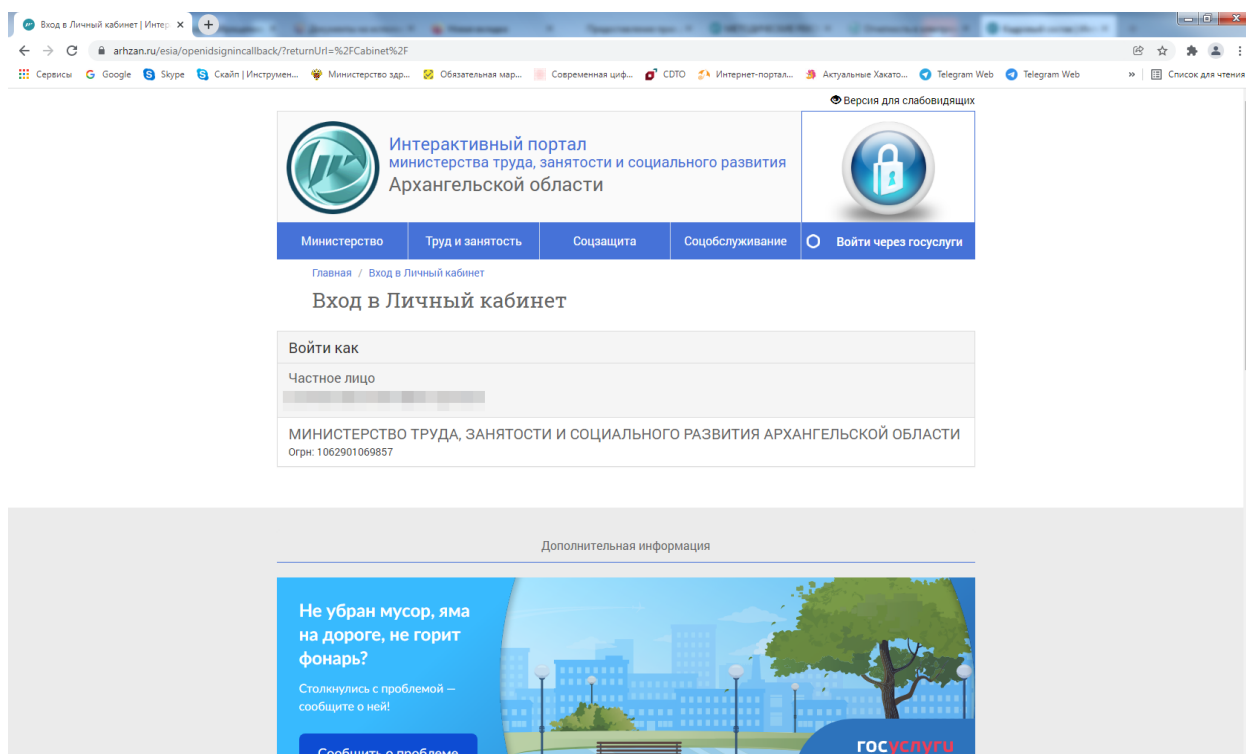 Вход в Личный кабинет | Интер
arhzan.ru/esia/openidsignincallback/?returnUrl=%2FCabinet%2F
Сервисы Google Skype Скайп | Инструмен... Министерство здр... Обязательная мар... Современная циф... CDTO Интернет-портал... Актуальные Хакато... Telegram Web Telegram Web » Список для чтения
Версия для слабовидящих
Интерактивный портал
министерства труда, занятости и социального развития
Архангельской области
Министерство Труд и занятость Соцзащита Соцобслуживание Войти через госуслуги
Главная / Вход в Личный кабинет
Вход в Личный кабинет
Войти как
Частное лицо
МИНИСТЕРСТВО ТРУДА, ЗАНЯТОСТИ И СОЦИАЛЬНОГО РАЗВИТИЯ АРХАНГЕЛЬСКОЙ ОБЛАСТИ
Огрн: 1062901069857
Дополнительная информация
Не убран мусор, яма
на дороге, не горит
фонарь?
Столкнулись с проблемой —
сообщите о ней!
Сообщить о проблеме
госуслуги